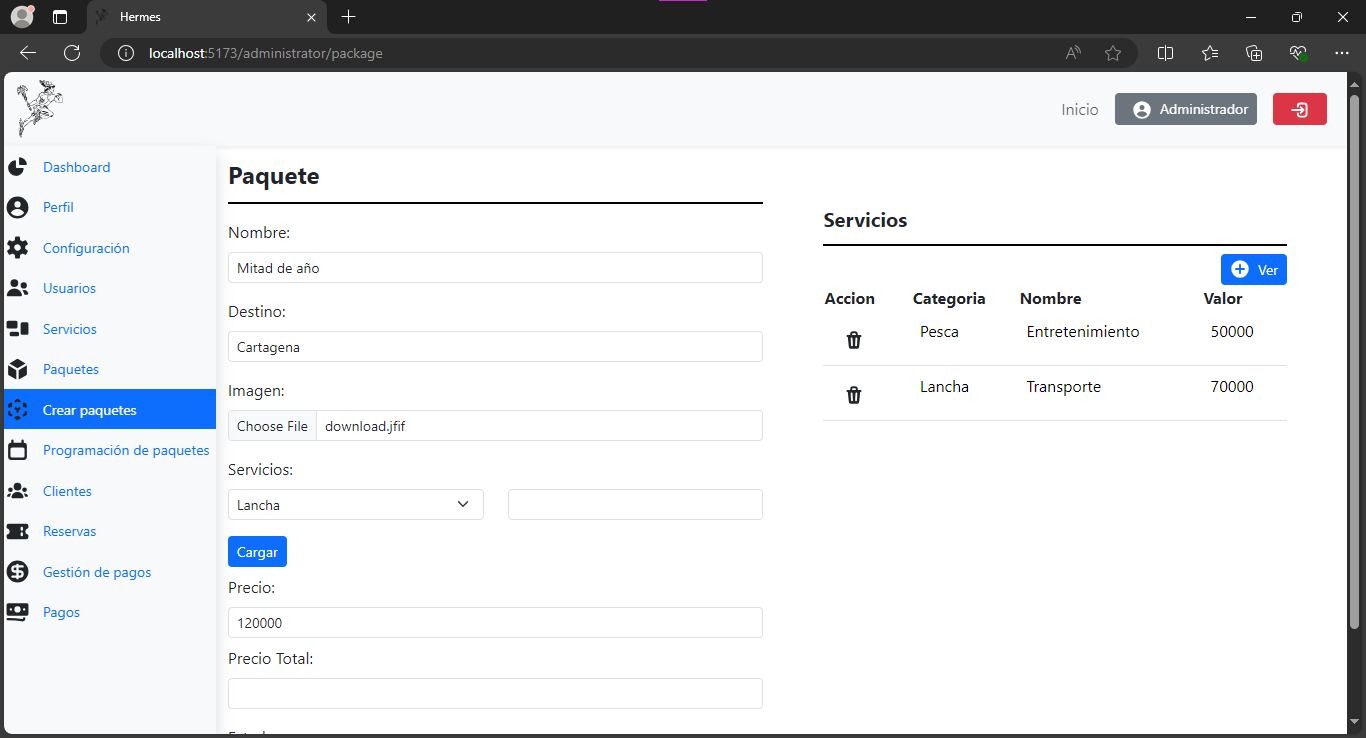 Hermes
localhost:5173/administrator/package
Inicio
Administrador
Dashboard
Perfil
Configuración
Usuarios
Servicios
Paquetes
Crear paquetes
Programación de paquetes
Clientes
Reservas
Gestión de pagos
Pagos
Paquete
Nombre:
Mitad de año
Destino:
Cartagena
Imagen:
Choose File download.jfif
Servicios:
Lancha
Cargar
Precio:
120000
Precio Total:
Servicios
Ver
Accion Categoria Nombre Valor
Pesca Entretenimiento 50000
Lancha Transporte 70000